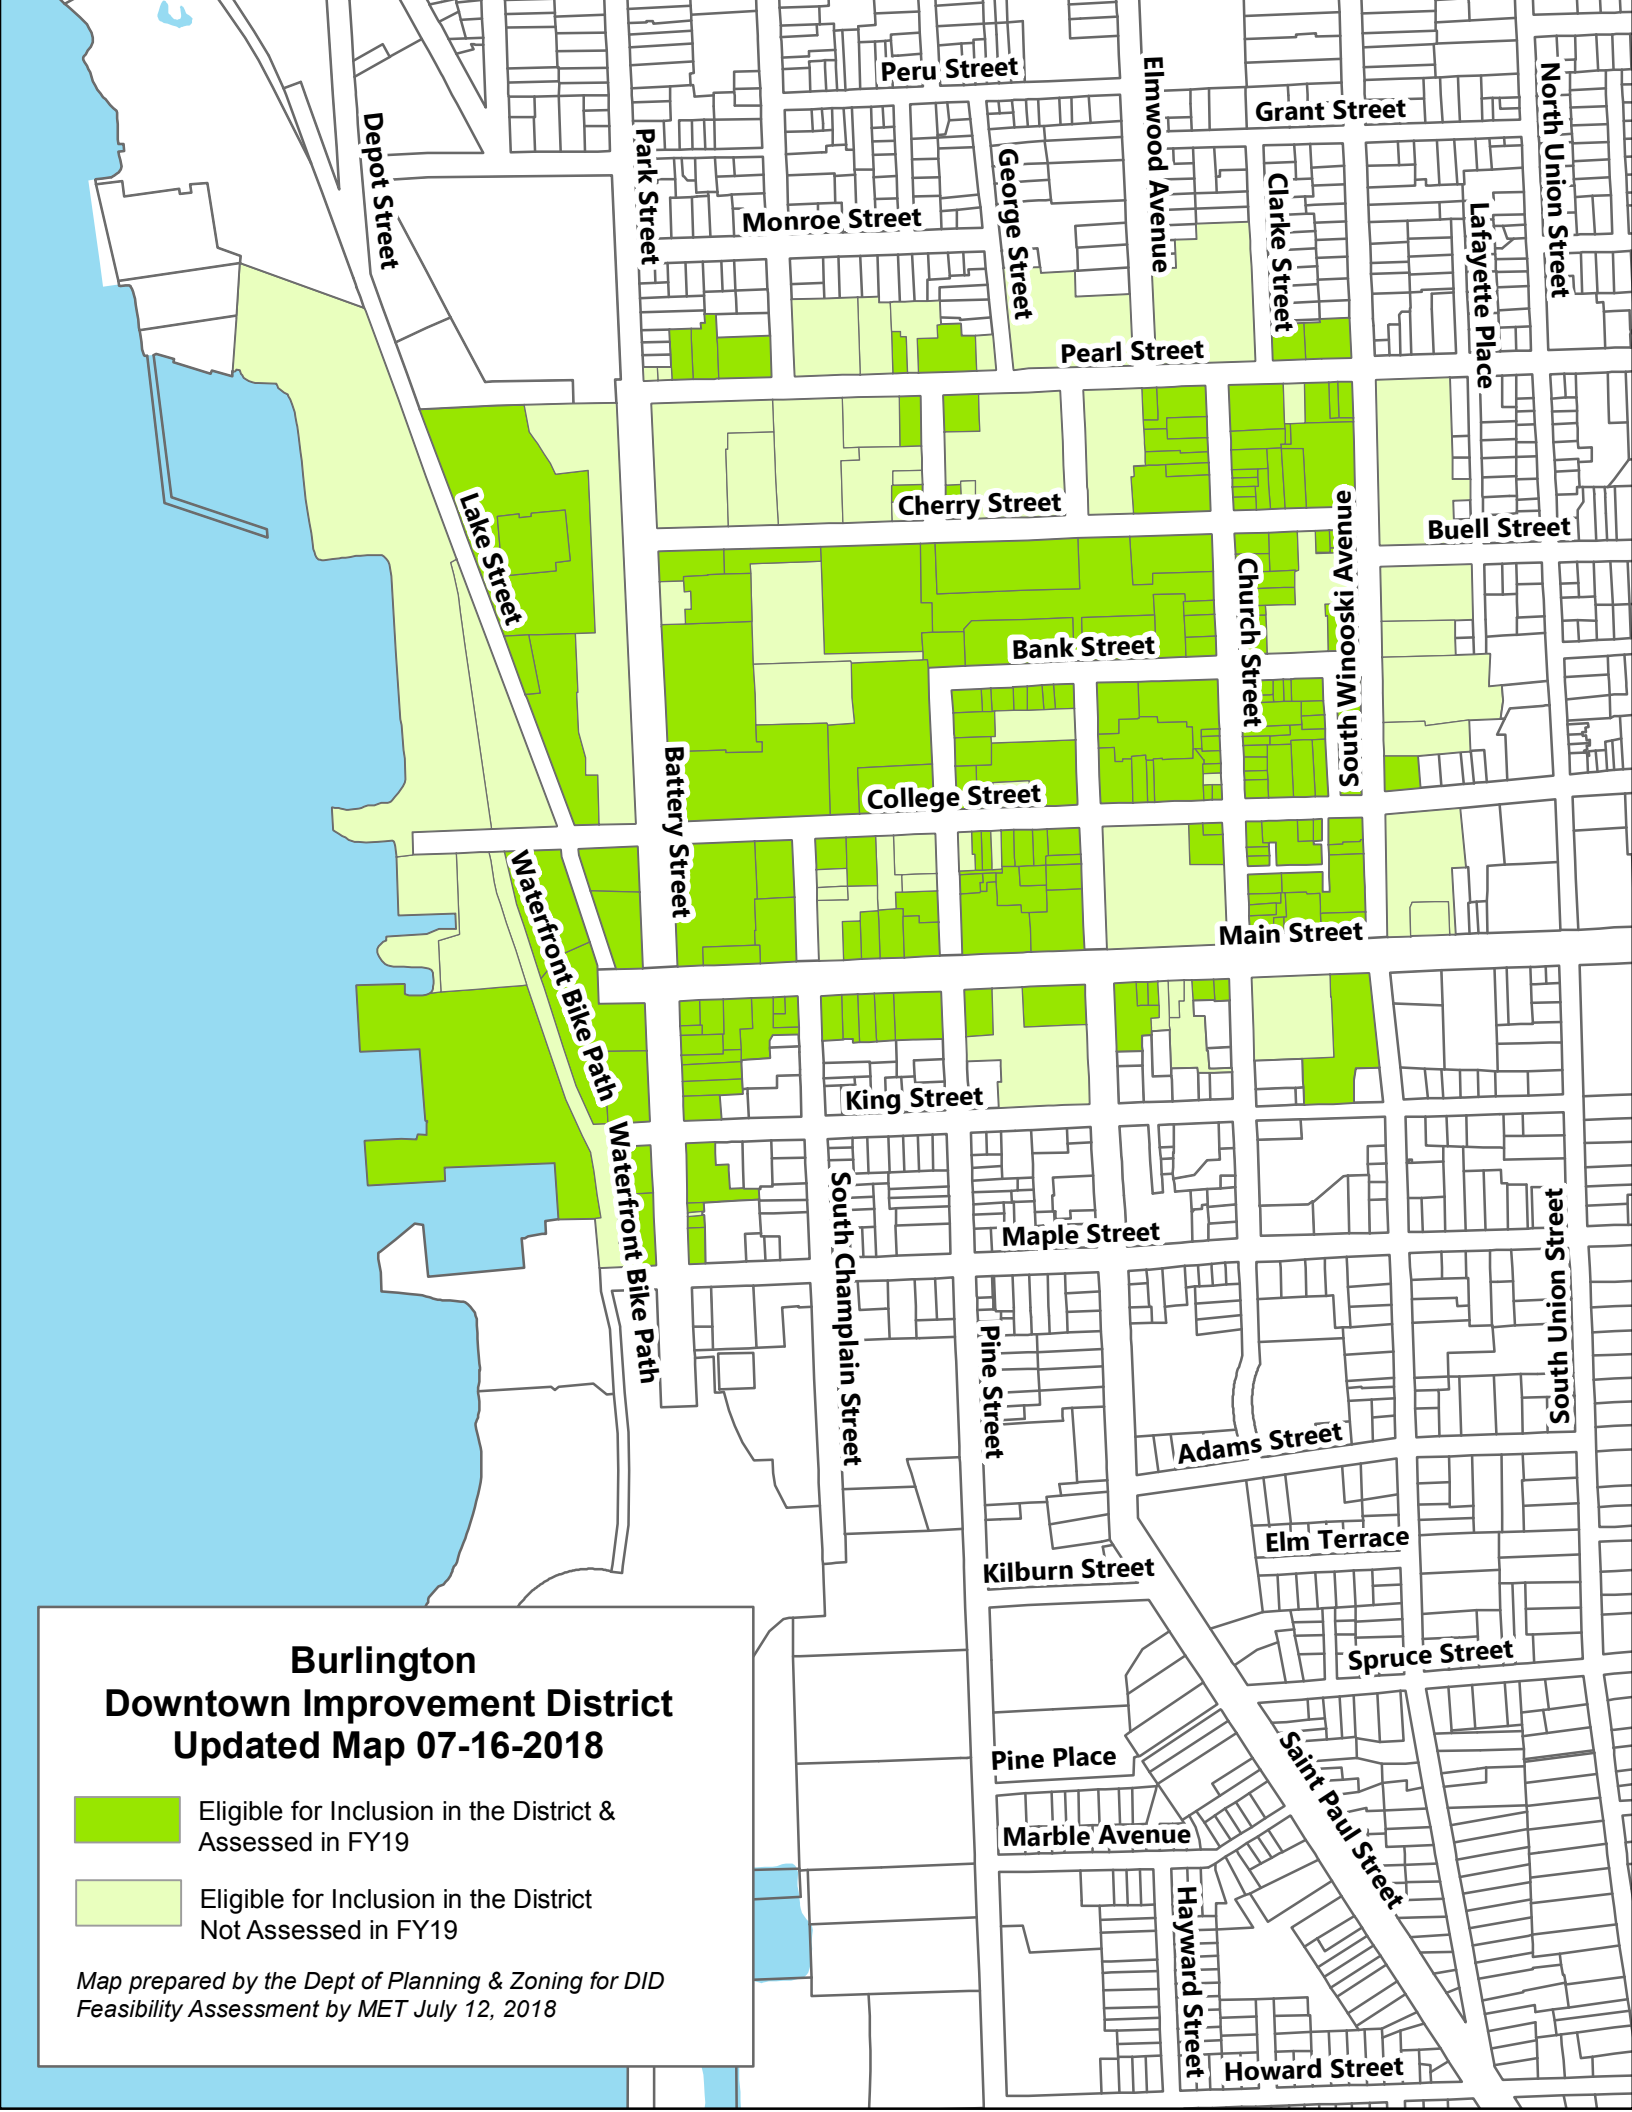 Peru Street
Elmwood Avenue
Grant Street
North Union Street
Depot Street
Park Street
George Street
Clarke Street
Lafayette Place
Monroe Street
Pearl Street
Lake Street
Cherry Street
South Winooski Avenue
Buell Street
Church Street
Bank Street
Battery Street
College Street
Waterfront Bike Path
Main Street
King Street
Waterfront Bike Path
South Champlain Street
Maple Street
South Union Street
Pine Street
Adams Street
Elm Terrace
Kilburn Street
Spruce Street
Saint Paul Street
Pine Place
Marble Avenue
Hayward Street
Howard Street
Burlington
Downtown Improvement District
Updated Map 07-16-2018
Eligible for Inclusion in the District &
Assessed in FY19
Eligible for Inclusion in the District
Not Assessed in FY19
Map prepared by the Dept of Planning & Zoning for DID
Feasibility Assessment by MET July 12, 2018